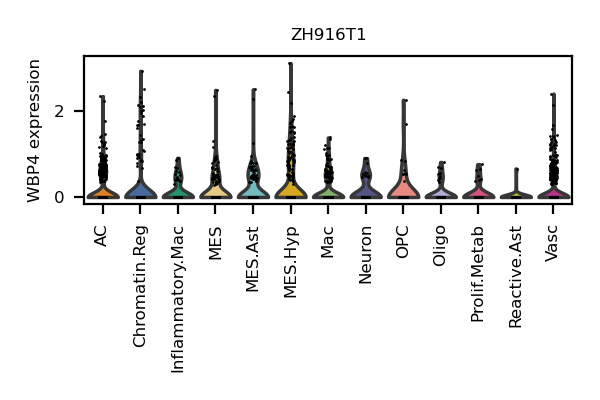 ZH916T1
WBP4 expression
2
0
AC
Chromatin.Reg
Inflammatory.Mac
MES
MES.Ast
MES.Hyp
Mac
Neuron
OPC
Oligo
Prolif.Metab
Reactive.Ast
Vasc